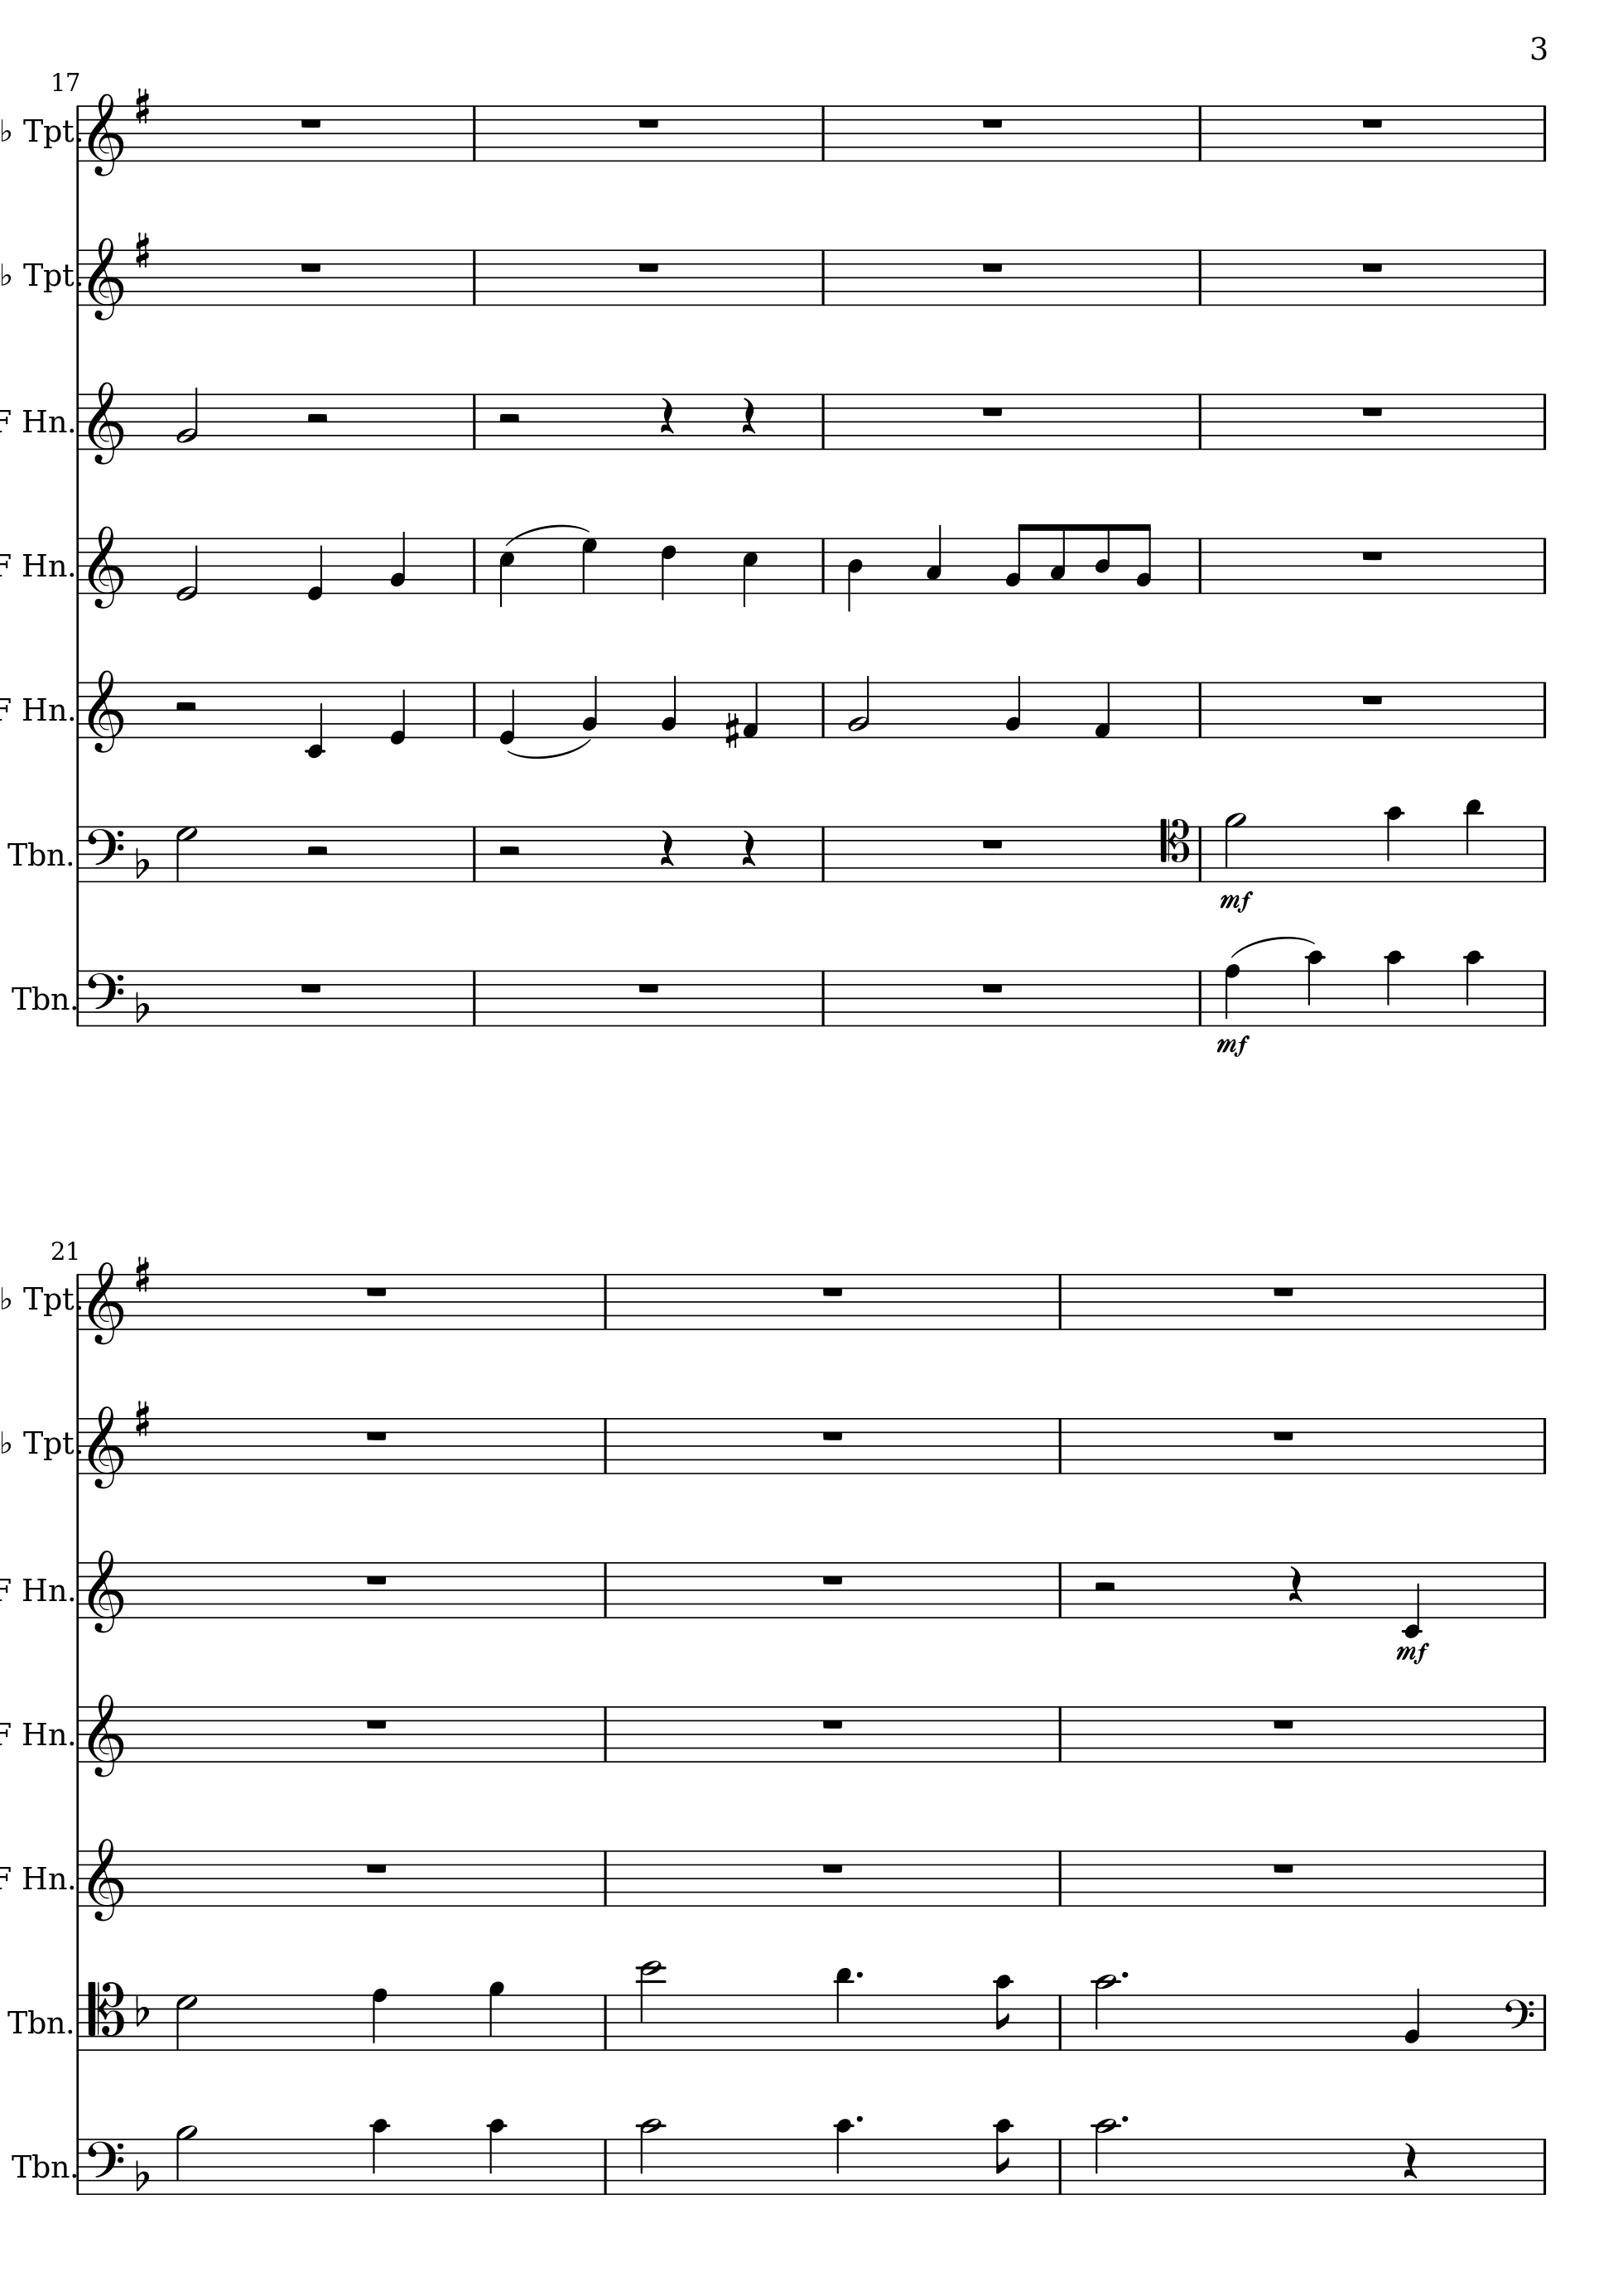 3
17
♭ Tpt.
♭ Tpt.
F Hn.
F Hn.
F Hn.
Tbn.
mf
Tbn.
mf
21
♭ Tpt.
♭ Tpt.
F Hn.
mf
F Hn.
F Hn.
Tbn.
Tbn.